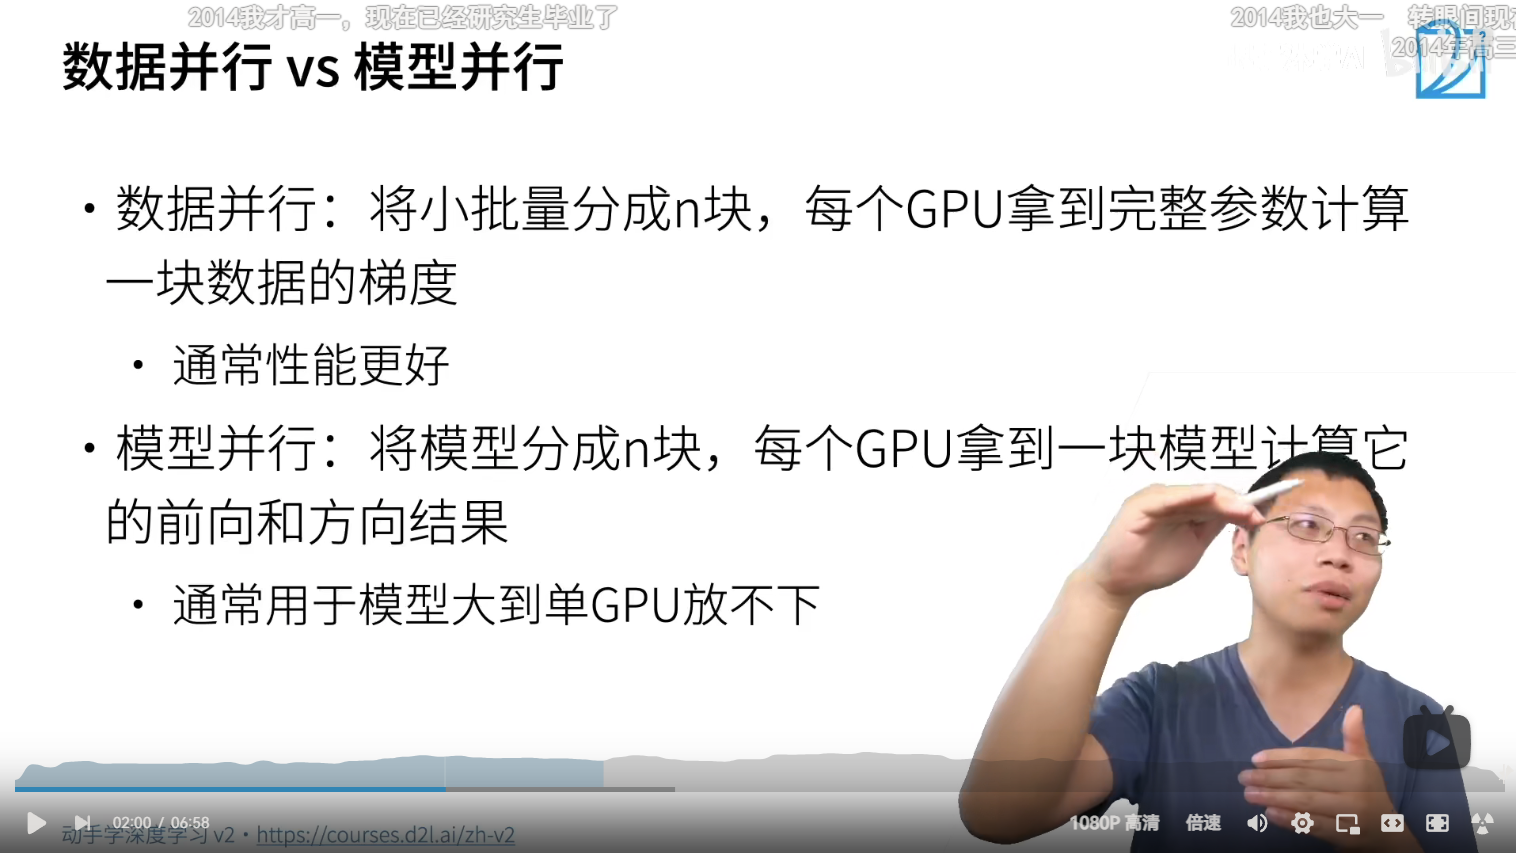 2014我才高一，现在已经研究生毕业了
2014我也大一
转眼间现在
2014年高三
数据并行 vs 模型并行
• 数据并行：将小批量分成n块，每个GPU拿到完整参数计算
一块数据的梯度
• 通常性能更好
• 模型并行：将模型分成n块，每个GPU拿到一块模型计算它
的前向和方向结果
• 通常用于模型大到单GPU放不下
02:00 / 06:58
1080P 高清
倍速
动手学深度学习 v2 • https://courses.d2l.ai/zh-v2